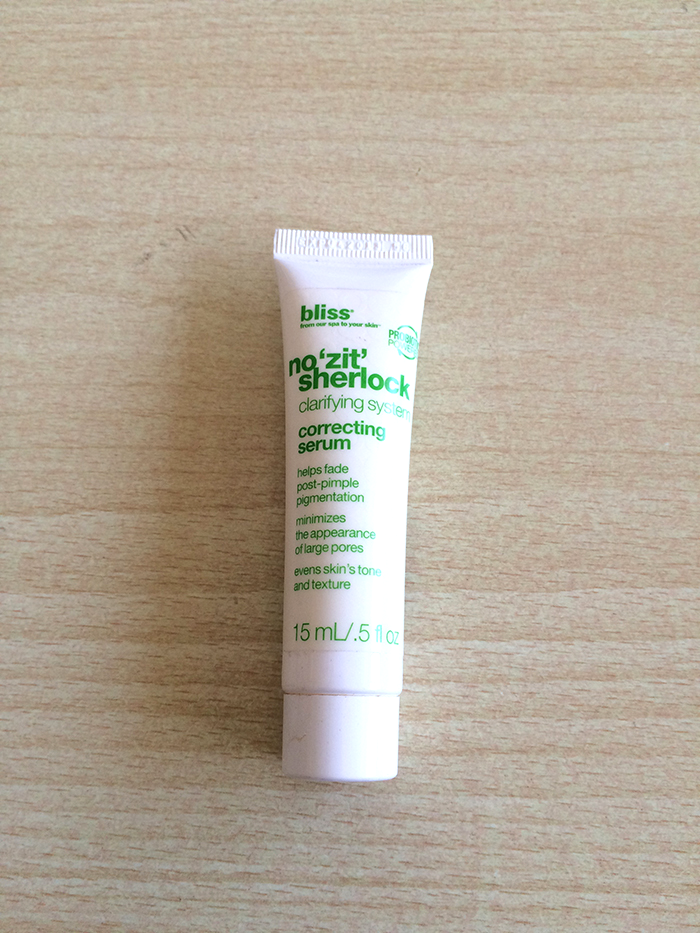 bliss®
from our spa to your skin™
no 'zit'
sherlock
clarifying system
correcting
serum
helps fade
post-pimple
pigmentation
minimizes
the appearance
of large pores
evens skin's tone
and texture
15 mL/.5 fl oz